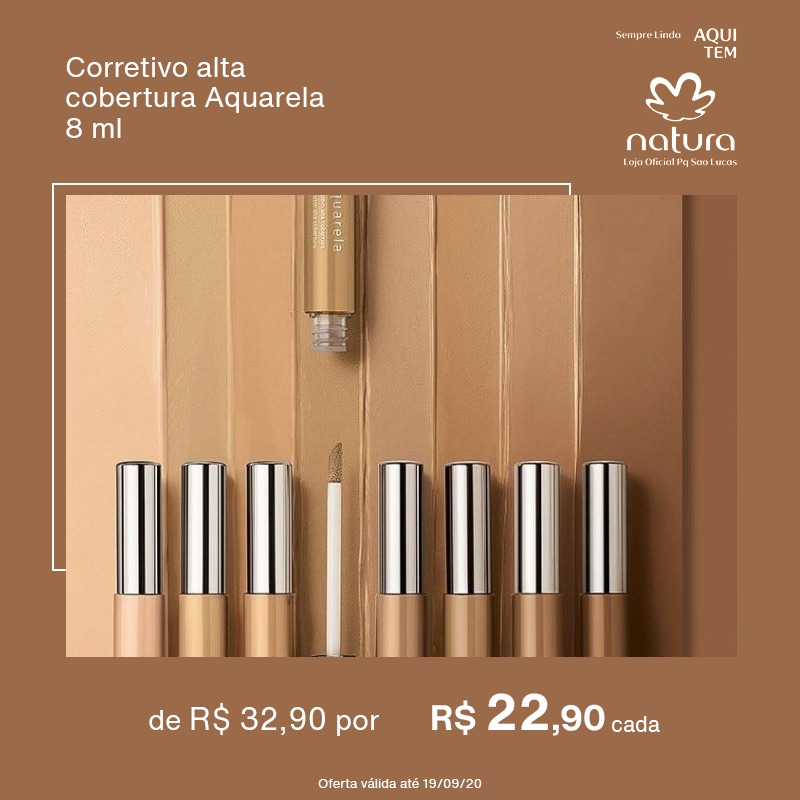 Corretivo alta
cobertura Aquarela
8 ml
Sempre Linda AQUI
TEM
natura
Loja Oficial Pq Sao Lucas
quarela
de R$ 32,90 por
R$ 22,90 cada
Oferta válida até 19/09/20